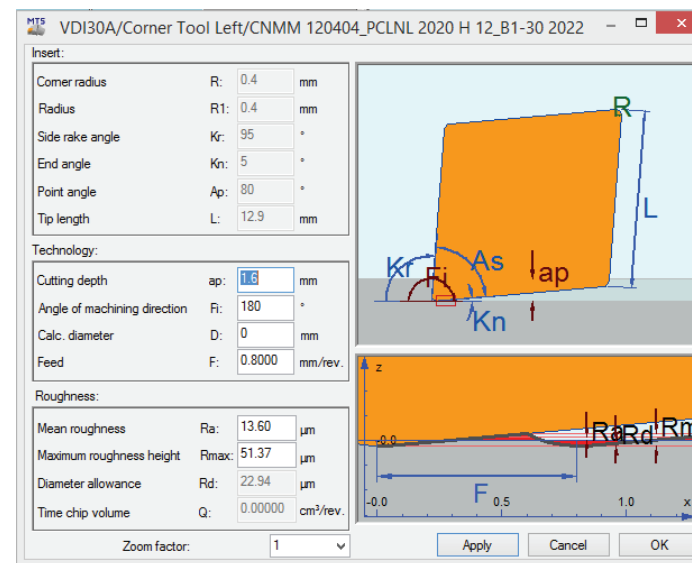 MTS VDI30A/Corner Tool Left/CNMM 120404_PCLNL 2020 H 12_B1-30 2022
Insert:
Corner radius R: 0.4 mm
Radius R1: 0.4 mm
Side rake angle Kr: 95 °
End angle Kn: 5 °
Point angle Ap: 80 °
Tip length L: 12.9 mm
Technology:
Cutting depth ap: 1.6 mm
Angle of machining direction Fi: 180 °
Calc. diameter D: 0 mm
Feed F: 0.8000 mm/rev.
Roughness:
Mean roughness Ra: 13.60 µm
Maximum roughness height Rmax: 51.37 µm
Diameter allowance Rd: 22.94 µm
Time chip volume Q: 0.00000 cm³/rev.
Zoom factor: 1
R
L
Kr Fi As ap
Kn
z
-0.0 Ra Rd Rm
F
-0.0 0.5 1.0 x
Apply Cancel OK